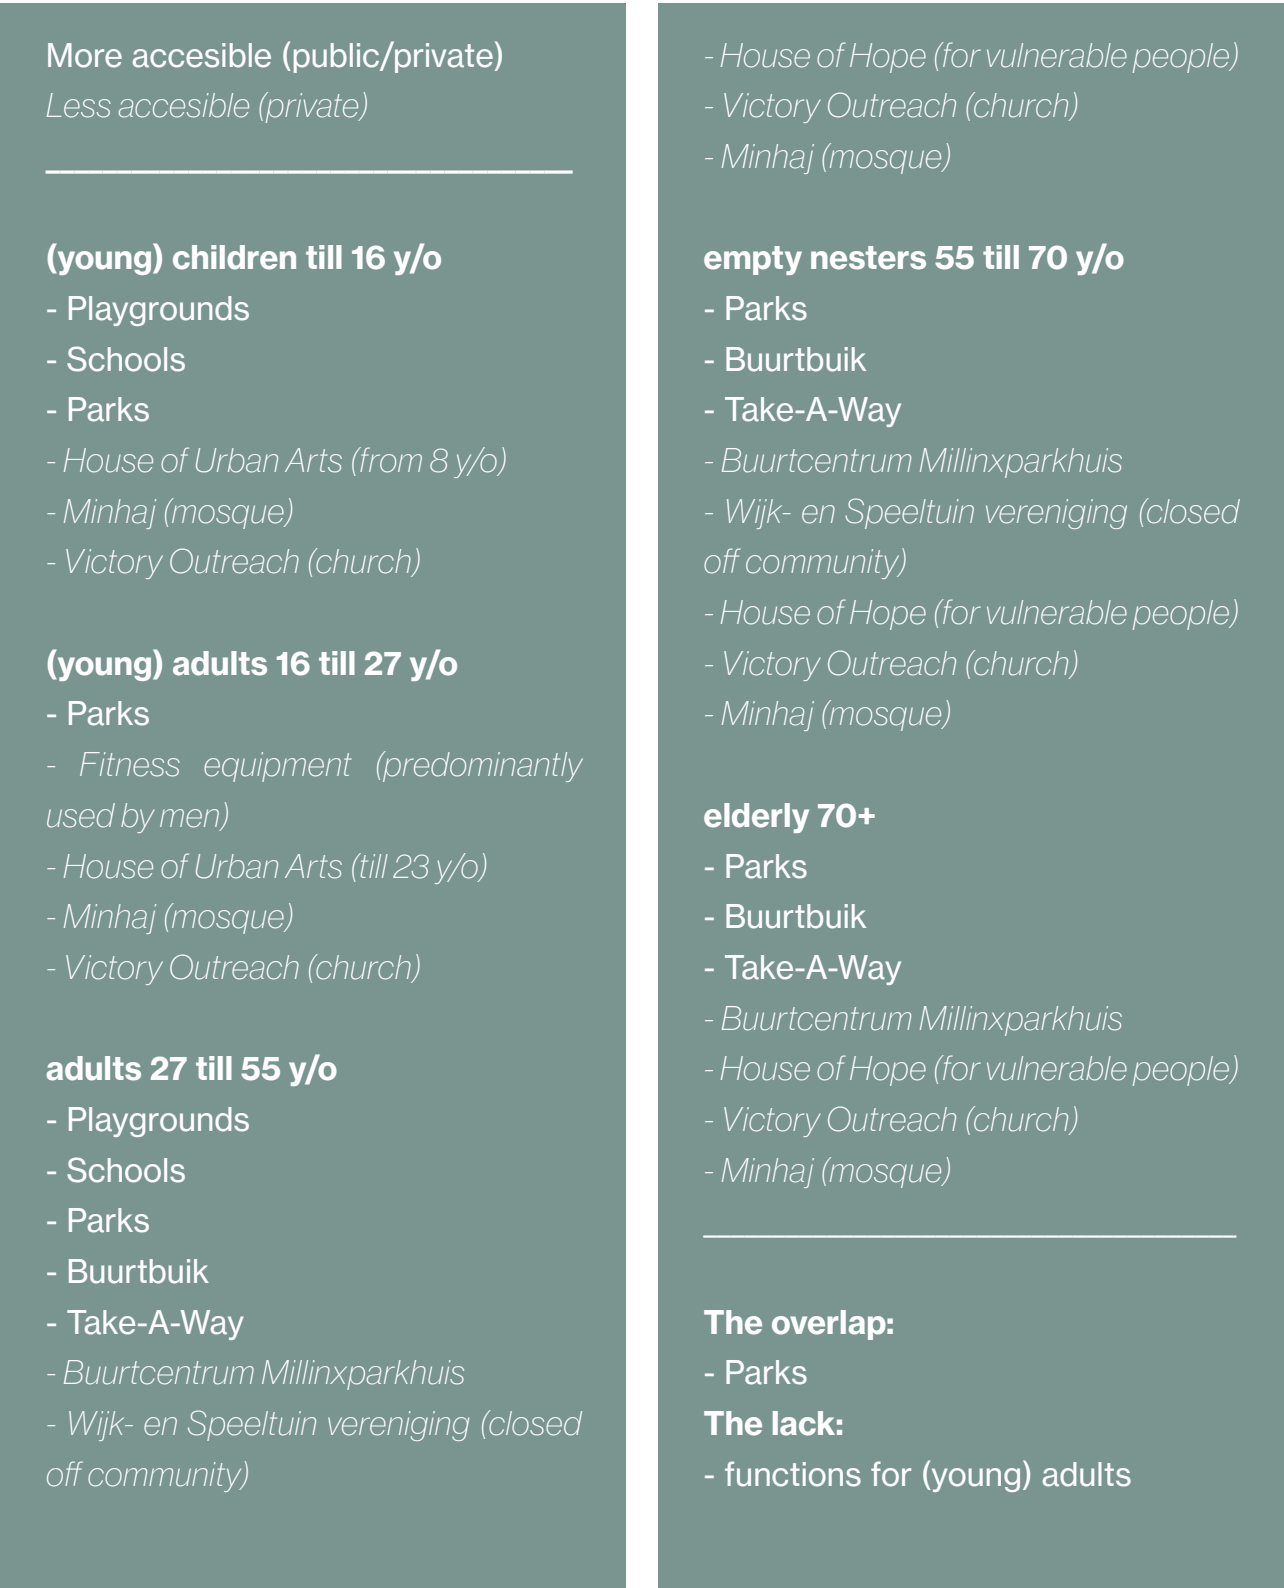 More accesible (public/private)
Less accesible (private)
(young) children till 16 y/o
- Playgrounds
- Schools
- Parks
- House of Urban Arts (from 8 y/o)
- Minhaj (mosque)
- Victory Outreach (church)
(young) adults 16 till 27 y/o
- Parks
- Fitness equipment (predominantly
used by men)
- House of Urban Arts (till 23 y/o)
- Minhaj (mosque)
- Victory Outreach (church)
adults 27 till 55 y/o
- Playgrounds
- Schools
- Parks
- Buurtbuik
- Take-A-Way
- Buurtcentrum Millinxparkhuis
- Wijk- en Speeltuin vereniging (closed
off community)
- House of Hope (for vulnerable people)
- Victory Outreach (church)
- Minhaj (mosque)
empty nesters 55 till 70 y/o
- Parks
- Buurtbuik
- Take-A-Way
- Buurtcentrum Millinxparkhuis
- Wijk- en Speeltuin vereniging (closed
off community)
- House of Hope (for vulnerable people)
- Victory Outreach (church)
- Minhaj (mosque)
elderly 70+
- Parks
- Buurtbuik
- Take-A-Way
- Buurtcentrum Millinxparkhuis
- House of Hope (for vulnerable people)
- Victory Outreach (church)
- Minhaj (mosque)
The overlap:
- Parks
The lack:
- functions for (young) adults